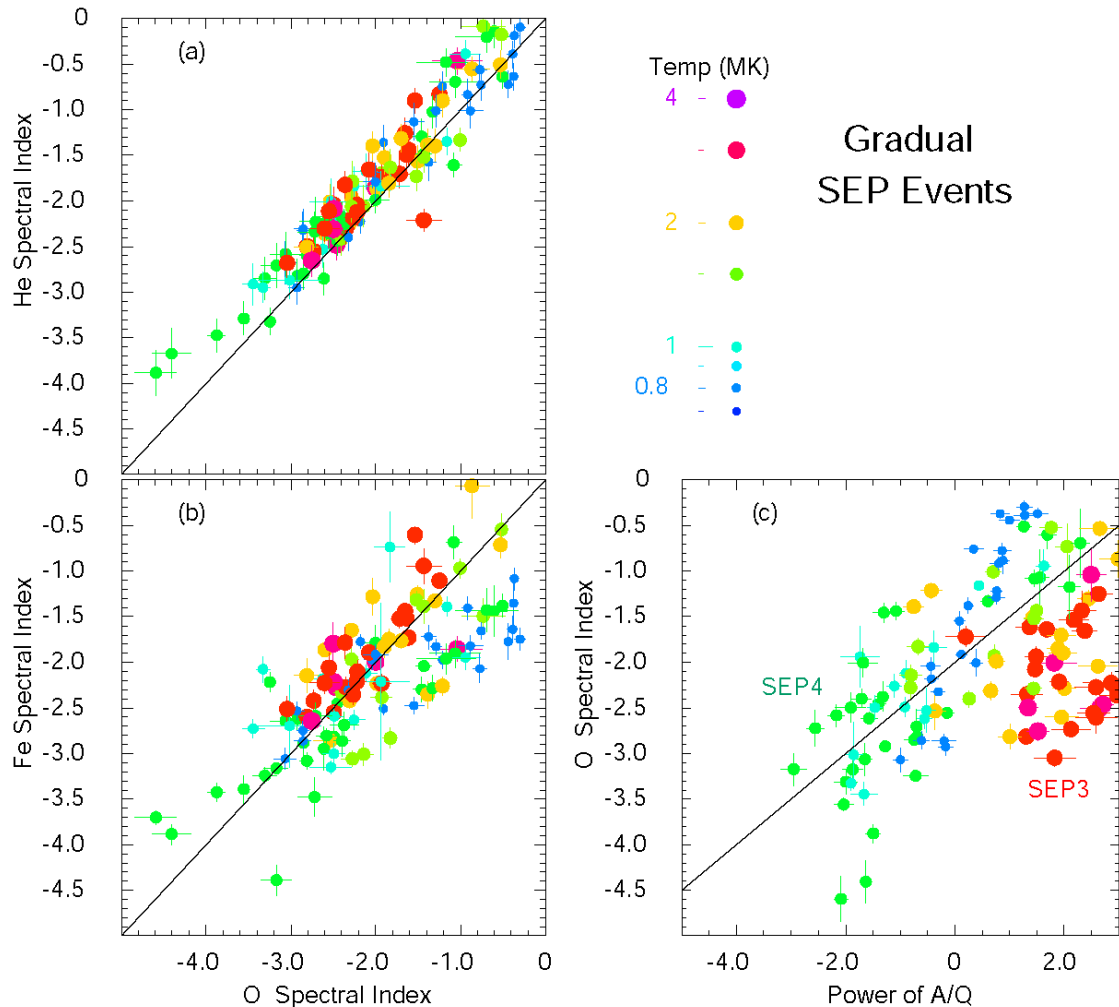 0
-0.5
-1.0
-1.5
-2.0
-2.5
-3.0
-3.5
-4.0
-4.5
He Spectral Index
(a)
Temp (MK)
4
2
1
0.8
Gradual
SEP Events
0
-0.5
-1.0
-1.5
-2.0
-2.5
-3.0
-3.5
-4.0
-4.5
Fe Spectral Index
(b)
-4.0 -3.0 -2.0 -1.0 0
O Spectral Index
0
-0.5
-1.0
-1.5
-2.0
-2.5
-3.0
-3.5
-4.0
-4.5
O Spectral Index
(c)
SEP4
SEP3
-4.0 -2.0 0 2.0
Power of A/Q